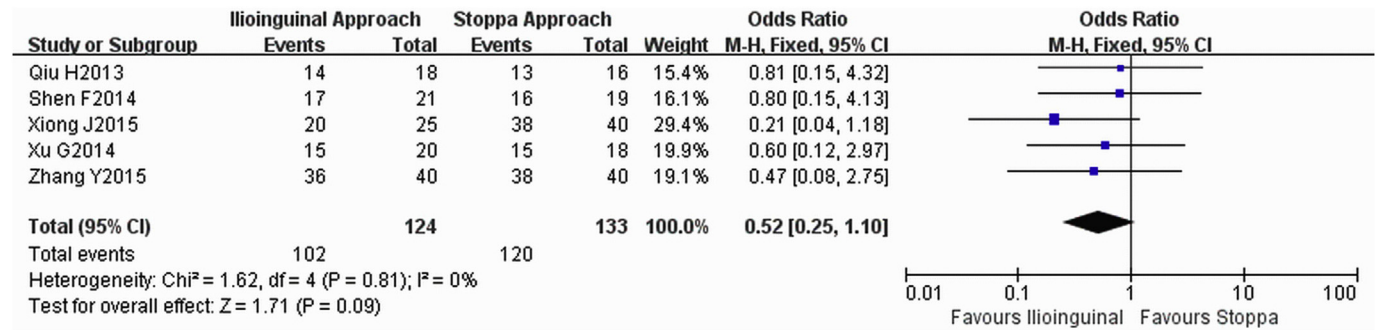 Ilioinguinal Approach Stoppa Approach Odds Ratio Odds Ratio
Study or Subgroup Events Total Events Total Weight M-H, Fixed, 95% CI M-H, Fixed, 95% CI
Qiu H2013 14 18 13 16 15.4% 0.81 [0.15, 4.32]
Shen F2014 17 21 16 19 16.1% 0.80 [0.15, 4.13]
Xiong J2015 20 25 38 40 29.4% 0.21 [0.04, 1.18]
Xu G2014 15 20 15 18 19.9% 0.60 [0.12, 2.97]
Zhang Y2015 36 40 38 40 19.1% 0.47 [0.08, 2.75]
Total (95% CI) 124 133 100.0% 0.52 [0.25, 1.10]
Total events 102 120
Heterogeneity: Chi² = 1.62, df = 4 (P = 0.81); I² = 0%
Test for overall effect: Z = 1.71 (P = 0.09)
0.01 0.1 1 10 100
Favours Ilioinguinal Favours Stoppa